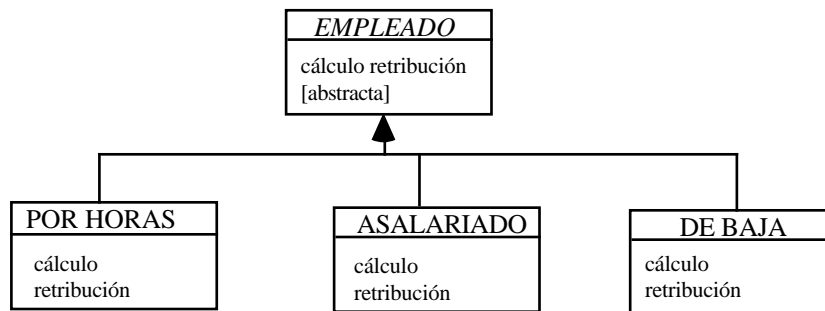 EMPLEADO
cálculo retribución
[abstracta]
POR HORAS
cálculo
retribución
ASALARIADO
cálculo
retribución
DE BAJA
cálculo
retribución